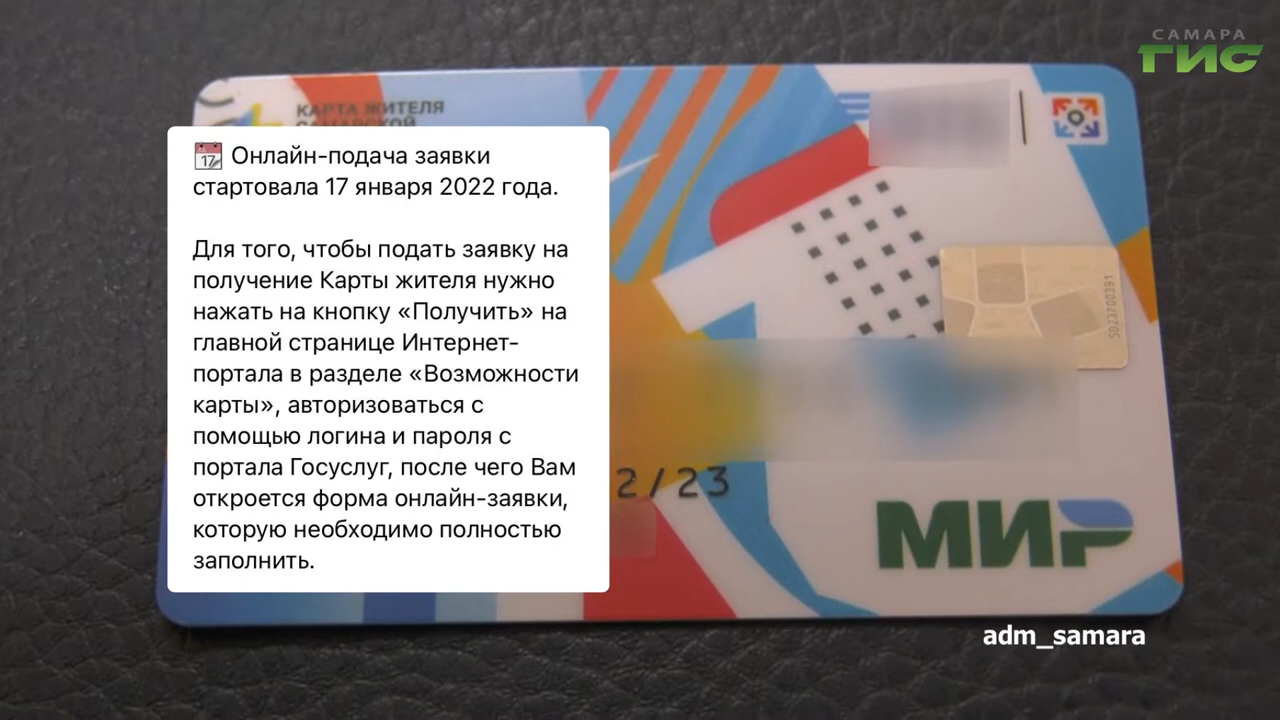 САМАРА
ГИС
КАРТА ЖИТЕЛЯ
САМАРСКОЙ
17
Онлайн-подача заявки
стартовала 17 января 2022 года.
Для того, чтобы подать заявку на
получение Карты жителя нужно
нажать на кнопку «Получить» на
главной странице Интернет-
портала в разделе «Возможности
карты», авторизоваться с
помощью логина и пароля с
портала Госуслуг, после чего Вам
откроется форма онлайн-заявки,
которую необходимо полностью
заполнить.
2/23
МИР
adm_samara